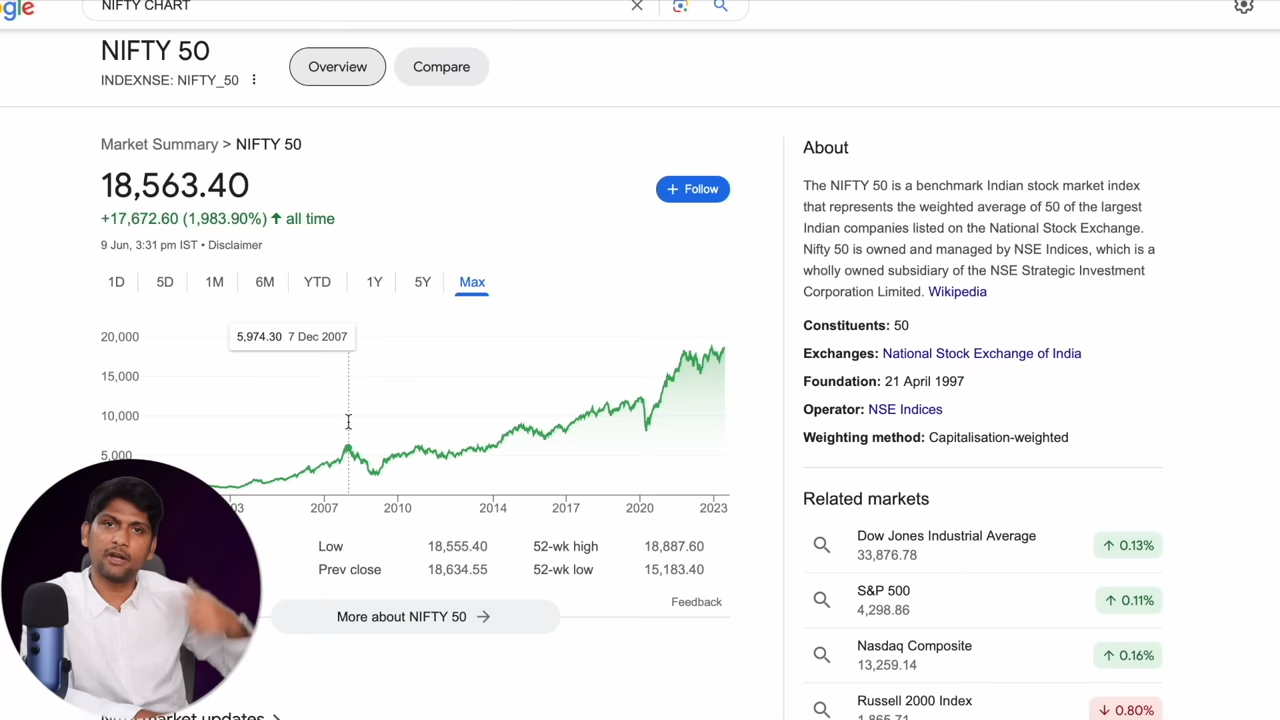 gle
NIFTY CHART
NIFTY 50
INDEXNSE: NIFTY_50
Overview
Compare
Market Summary > NIFTY 50
18,563.40
+17,672.60 (1,983.90%) ↑ all time
9 Jun, 3:31 pm IST • Disclaimer
+ Follow
1D 5D 1M 6M YTD 1Y 5Y Max
5,974.30 7 Dec 2007
20,000
15,000
10,000
5,000
03 2007 2010 2014 2017 2020 2023
Low 18,555.40 52-wk high 18,887.60
Prev close 18,634.55 52-wk low 15,183.40
Feedback
More about NIFTY 50 →
market updates
About
The NIFTY 50 is a benchmark Indian stock market index
that represents the weighted average of 50 of the largest
Indian companies listed on the National Stock Exchange.
Nifty 50 is owned and managed by NSE Indices, which is a
wholly owned subsidiary of the NSE Strategic Investment
Corporation Limited. Wikipedia
Constituents: 50
Exchanges: National Stock Exchange of India
Foundation: 21 April 1997
Operator: NSE Indices
Weighting method: Capitalisation-weighted
Related markets
Dow Jones Industrial Average
33,876.78
↑ 0.13%
S&P 500
4,298.86
↑ 0.11%
Nasdaq Composite
13,259.14
↑ 0.16%
Russell 2000 Index
1,865.71
↓ 0.80%